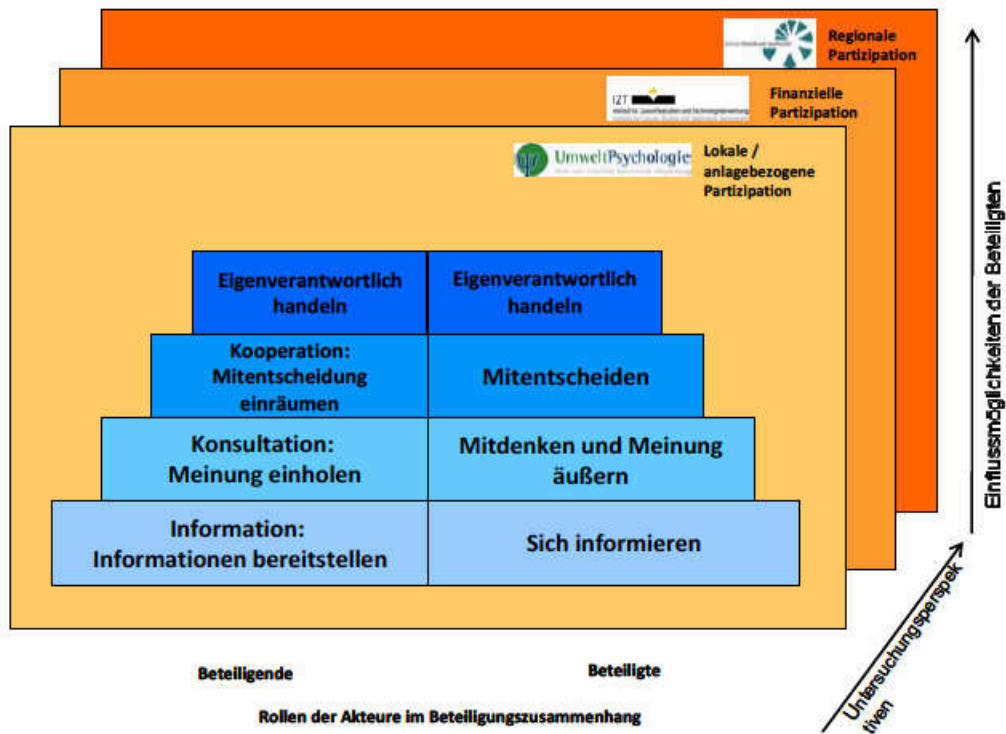 Regionale
Partizipation
IZT
Finanzielle
Partizipation
UmweltPsychologie
Lokale /
anlagebezogene
Partizipation
Eigenverantwortlich
handeln
Eigenverantwortlich
handeln
Kooperation:
Mitentscheidung
einräumen
Mitentscheiden
Konsultation:
Meinung einholen
Mitdenken und Meinung
äußern
Information:
Informationen bereitstellen
Sich informieren
Einflussmöglichkeiten der Beteiligten
Untersuchungsperspek
tiven
Beteiligende
Beteiligte
Rollen der Akteure im Beteiligungszusammenhang